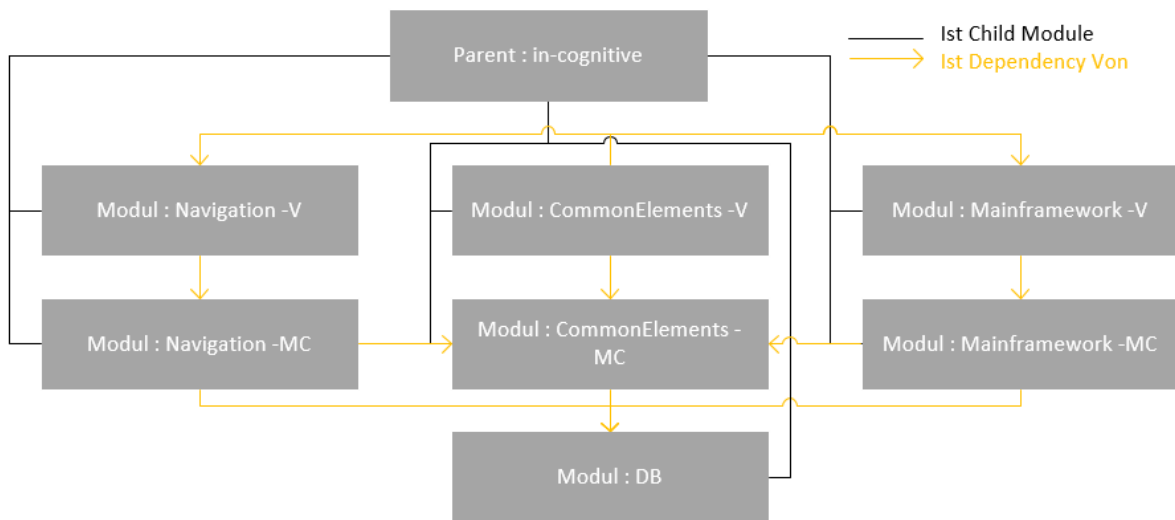 Parent : in-cognitive
Ist Child Module
Ist Dependency Von
Modul : Navigation -V
Modul : CommonElements -V
Modul : Mainframework -V
Modul : Navigation -MC
Modul : CommonElements -
MC
Modul : Mainframework -MC
Modul : DB